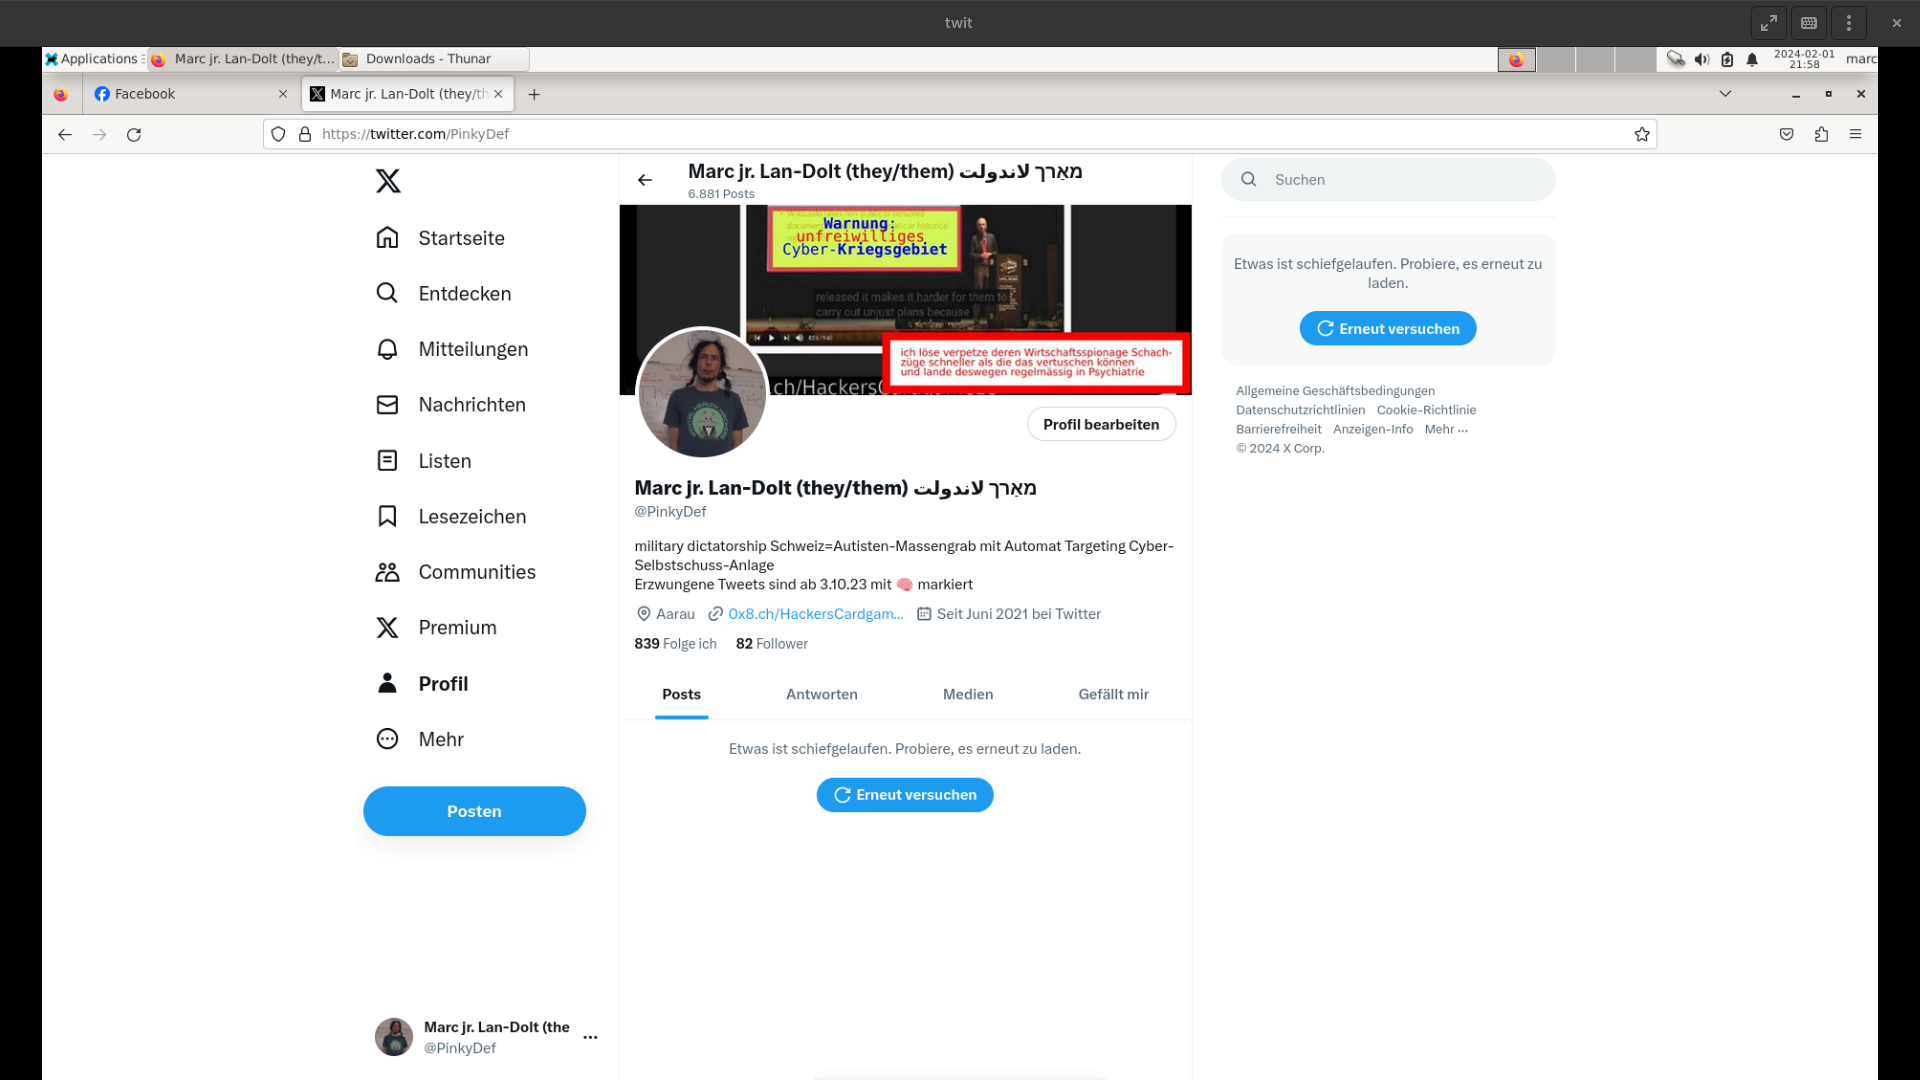 twit
Applications
Marc jr. Lan-Dolt (they/t...
Downloads - Thunar
2024-02-01
21:58
marc
Facebook
Marc jr. Lan-Dolt (they/th
https://twitter.com/PinkyDef
Marc jr. Lan-Dolt (they/them) مאַרך لاندولت
6.881 Posts
Suchen
Startseite
Entdecken
Mitteilungen
Nachrichten
Listen
Lesezeichen
Communities
Premium
Profil
Mehr
Posten
Marc jr. Lan-Dolt (the
@PinkyDef
Warnung:
unfreiwilliges
Cyber-Kriegsgebiet
released it makes it harder for them to
carry out unjust plans because
ich löse verpetze deren Wirtschaftsspionage Schach-
züge schneller als die das vertuschen können
und lande deswegen regelmässig in Psychiatrie
.ch/Hackers
Profil bearbeiten
Marc jr. Lan-Dolt (they/them) מאַרך لاندولت
@PinkyDef
military dictatorship Schweiz=Autisten-Massengrab mit Automat Targeting Cyber-
Selbstschuss-Anlage
Erzwungene Tweets sind ab 3.10.23 mit 🧠 markiert
Aarau 0x8.ch/HackersCardgam... Seit Juni 2021 bei Twitter
839 Folge ich 82 Follower
Posts Antworten Medien Gefällt mir
Etwas ist schiefgelaufen. Probiere, es erneut zu laden.
Erneut versuchen
Etwas ist schiefgelaufen. Probiere, es erneut zu
laden.
Erneut versuchen
Allgemeine Geschäftsbedingungen
Datenschutzrichtlinien Cookie-Richtlinie
Barrierefreiheit Anzeigen-Info Mehr ...
© 2024 X Corp.